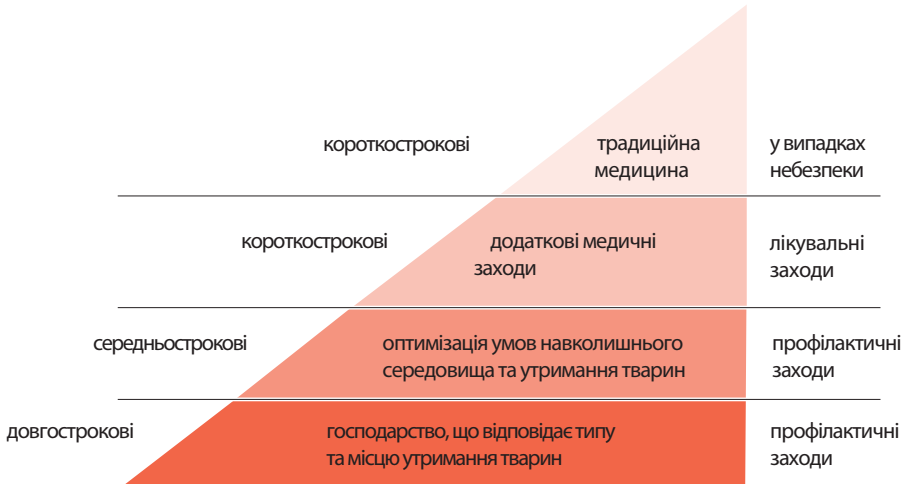 короткострокові
традиційна
медицина
у випадках
небезпеки
короткострокові
додаткові медичні
заходи
лікувальні
заходи
середньострокові
оптимізація умов навколишнього
середовища та утримання тварин
профілактичні
заходи
довгострокові
господарство, що відповідає типу
та місцю утримання тварин
профілактичні
заходи